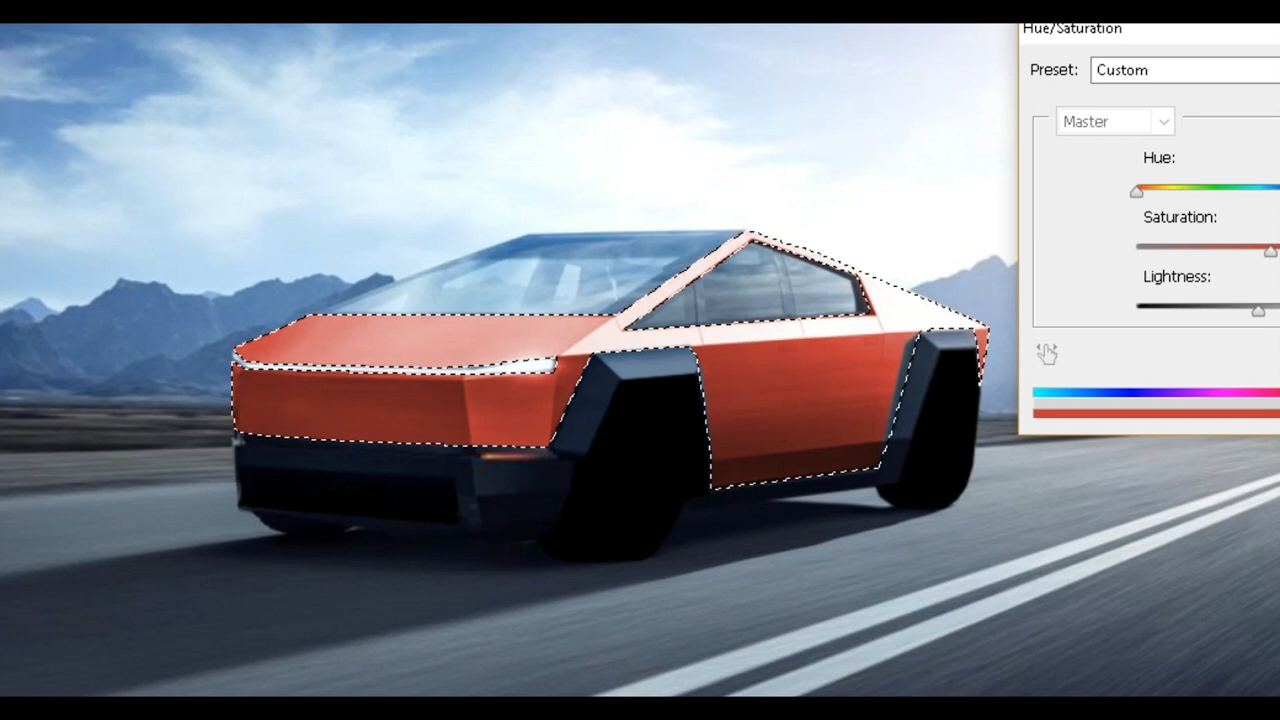 Hue/Saturation
Preset: Custom
Master
Hue:
Saturation:
Lightness: